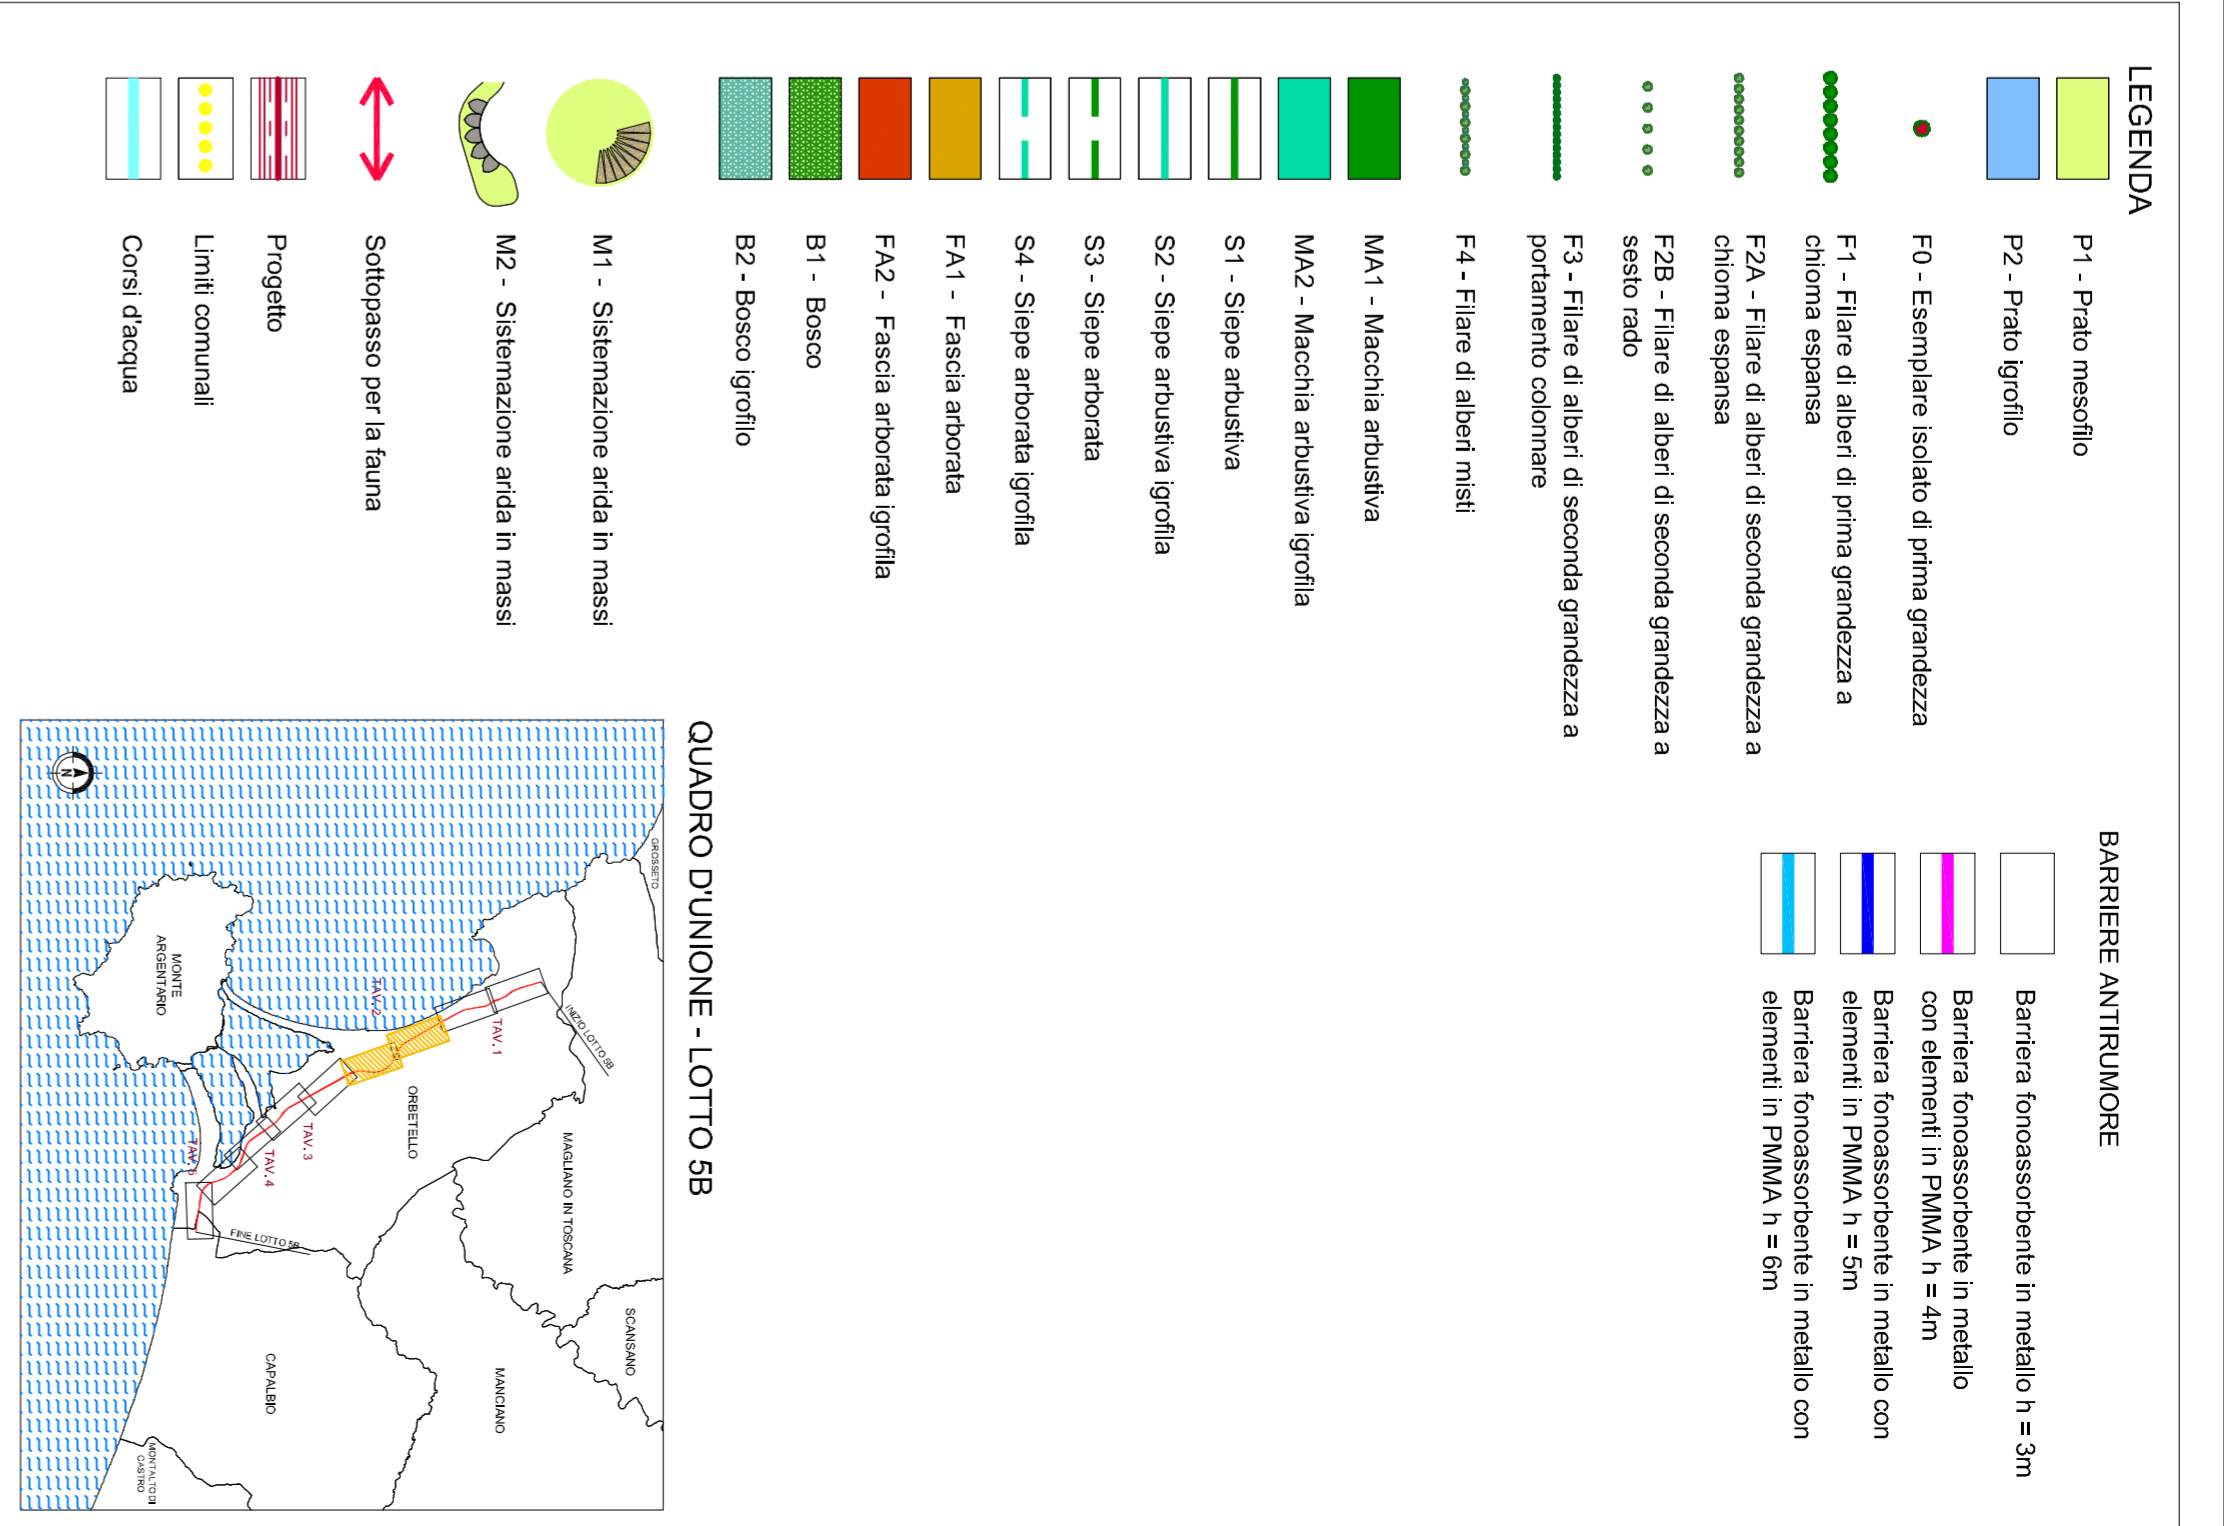 LEGENDA
P1 - Prato mesofilo
P2 - Prato igrofilo
F0 - Esemplare isolato di prima grandezza
F1 - Filare di alberi di prima grandezza a
chioma espansa
F2A - Filare di alberi di seconda grandezza a
chioma espansa
F2B - Filare di alberi di seconda grandezza a
sesto rado
F3 - Filare di alberi di seconda grandezza a
portamento colonnare
F4 - Filare di alberi misti
MA1 - Macchia arbustiva
MA2 - Macchia arbustiva igrofila
S1 - Siepe arbustiva
S2 - Siepe arbustiva igrofila
S3 - Siepe arborata
S4 - Siepe arborata igrofila
FA1 - Fascia arborata
FA2 - Fascia arborata igrofila
B1 - Bosco
B2 - Bosco igrofilo
M1 - Sistemazione arida in massi
M2 - Sistemazione arida in massi
Sottopasso per la fauna
Progetto
Limiti comunali
Corsi d'acqua
BARRIERE ANTIRUMORE
Barriera fonoassorbente in metalo h = 3m
Barriera fonoassorbente in metallo
con elementi in PMMA h = 4m
Barriera fonoassorbente in metallo con
elementi in PMMA h = 5m
Barriera fonoassorbente in metallo con
elementi in PMMA h = 6m
QUADRO D'UNIONE - LOTTO 5B
GROSSETO
SCANSANO
INIZIO LOTTO 5B
MAGLIANO IN TOSCANA
TAV.1
MANCIANO
ORBETELLO
TAV.2
TAV.3
TAV.4
FINE LOTTO 5B
CAPALBIO
TAV.5
MONTE
ARGENTARIO
MONTALTO DI
CASTRO
N